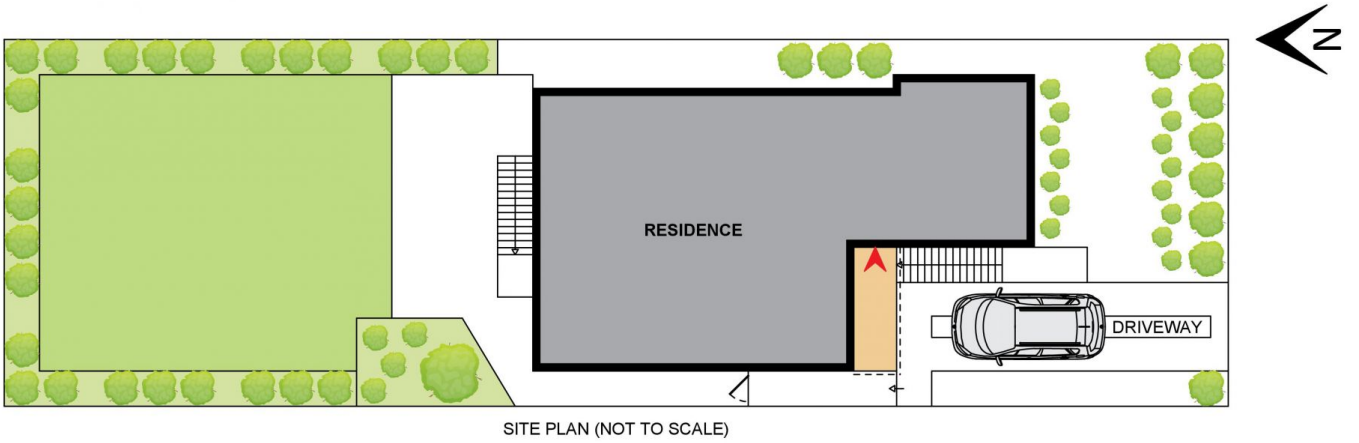 N
RESIDENCE
DRIVEWAY
SITE PLAN (NOT TO SCALE)